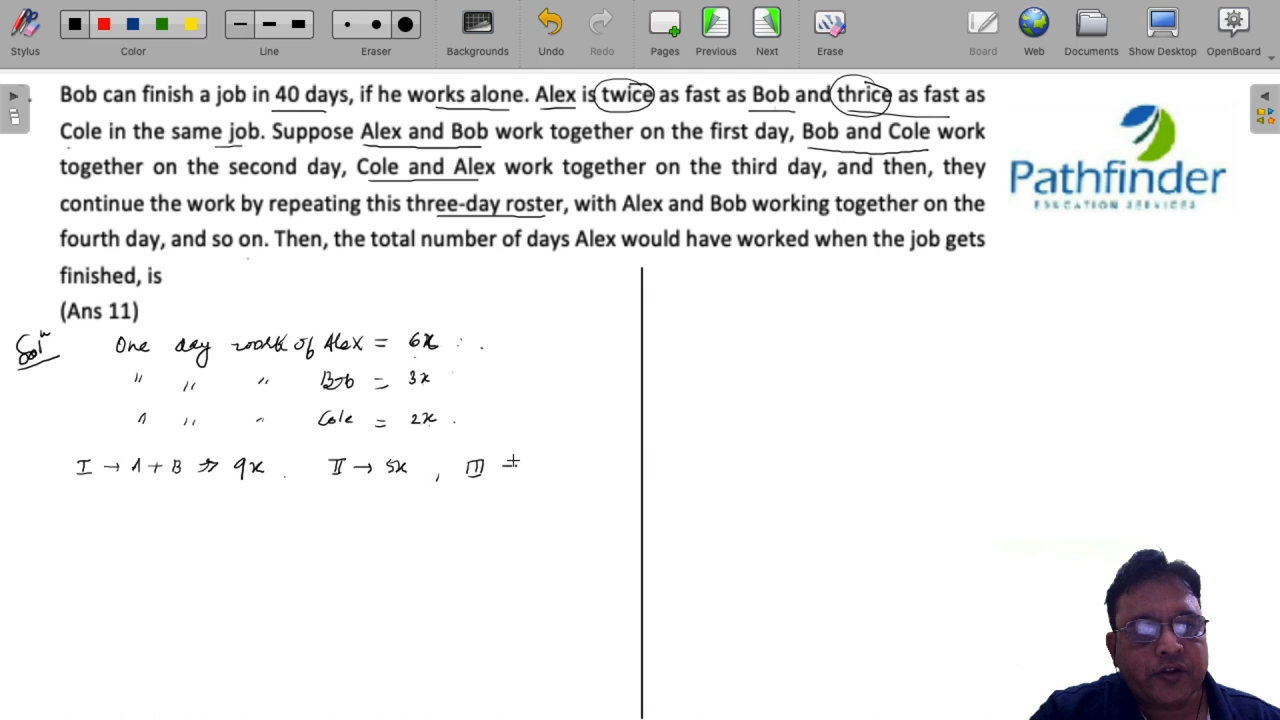 Stylus Color Line Eraser Backgrounds Undo Redo Pages Previous Next Erase Board Web Documents Show Desktop OpenBoard
Bob can finish a job in 40 days, if he works alone. Alex is twice as fast as Bob and thrice as fast as
Cole in the same job. Suppose Alex and Bob work together on the first day, Bob and Cole work
together on the second day, Cole and Alex work together on the third day, and then, they
continue the work by repeating this three-day roster, with Alex and Bob working together on the
fourth day, and so on. Then, the total number of days Alex would have worked when the job gets
finished, is
(Ans 11)
Pathfinder
EDUCATION SERVICES
Solⁿ One day work of Alex = 6x
" " " Bob = 3x
" " " Cole = 2x.
I → A + B ⇒ 9x. II → 5x, III →